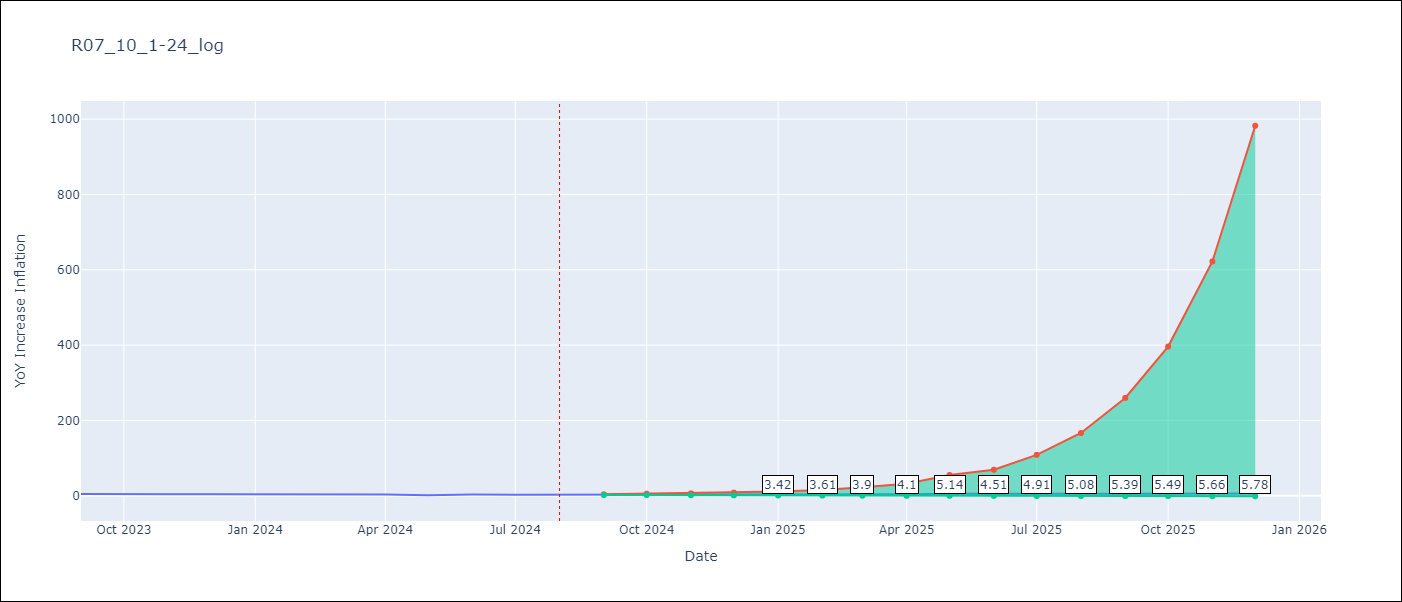 R07_10_1-24_log
YoY Increase Inflation
1000
800
600
400
200
0
3.42 3.61 3.9 4.1 5.14 4.51 4.91 5.08 5.39 5.49 5.66 5.78
Oct 2023 Jan 2024 Apr 2024 Jul 2024 Oct 2024 Jan 2025 Apr 2025 Jul 2025 Oct 2025 Jan 2026
Date